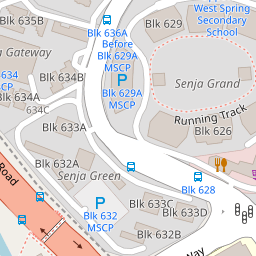 635B
Blk 636A
Before
Blk 629A
MSCP
Blk 629
West Spring
Secondary
School
Gateway
634
MSCP
Blk 634B
P
Blk 629A
MSCP
Senja Grand
Blk 634A
634C
Running Track
Blk 626
Blk 633A
Blk 632A
Senja Green
Road
P
Blk 632
MSCP
Blk 628
Blk 633C
Blk 633D
Blk 632B
Way